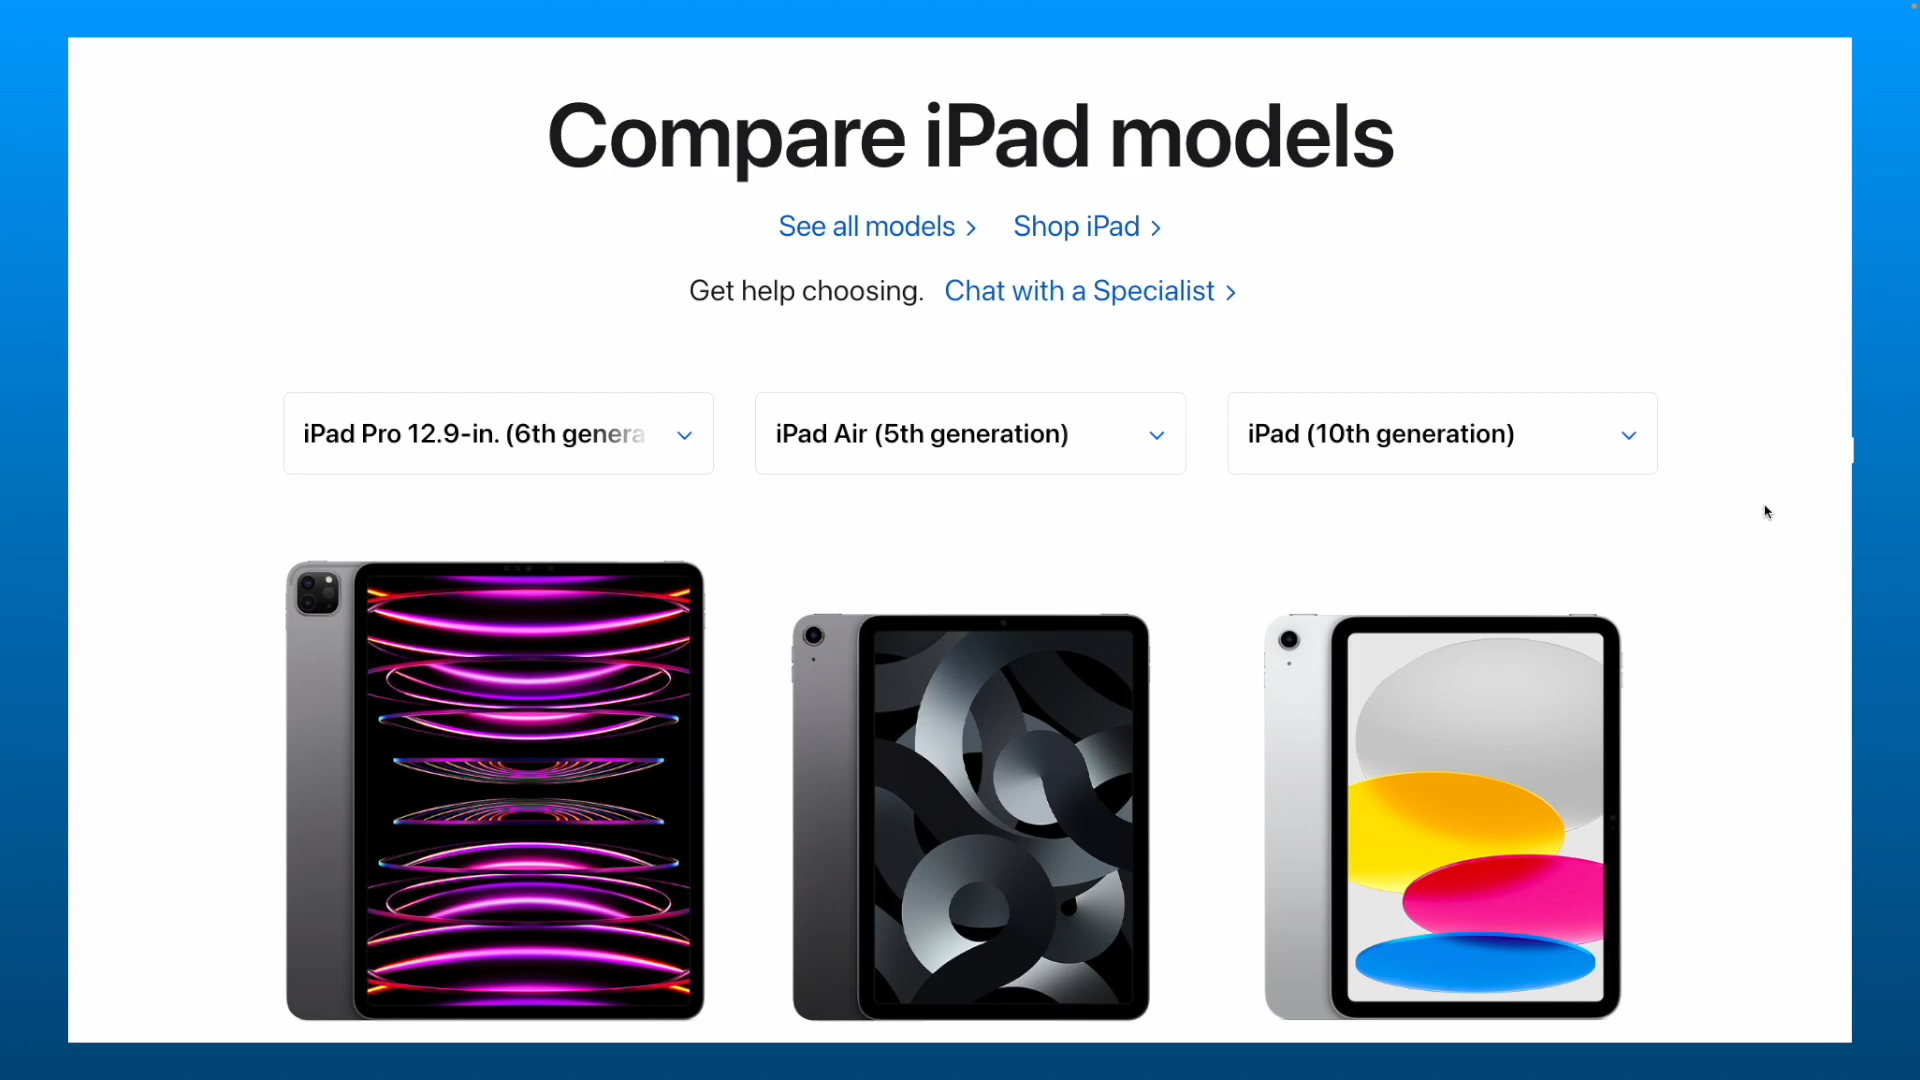 Compare iPad models
See all models >
Shop iPad >
Get help choosing. Chat with a Specialist >
iPad Pro 12.9-in. (6th genera
iPad Air (5th generation)
iPad (10th generation)